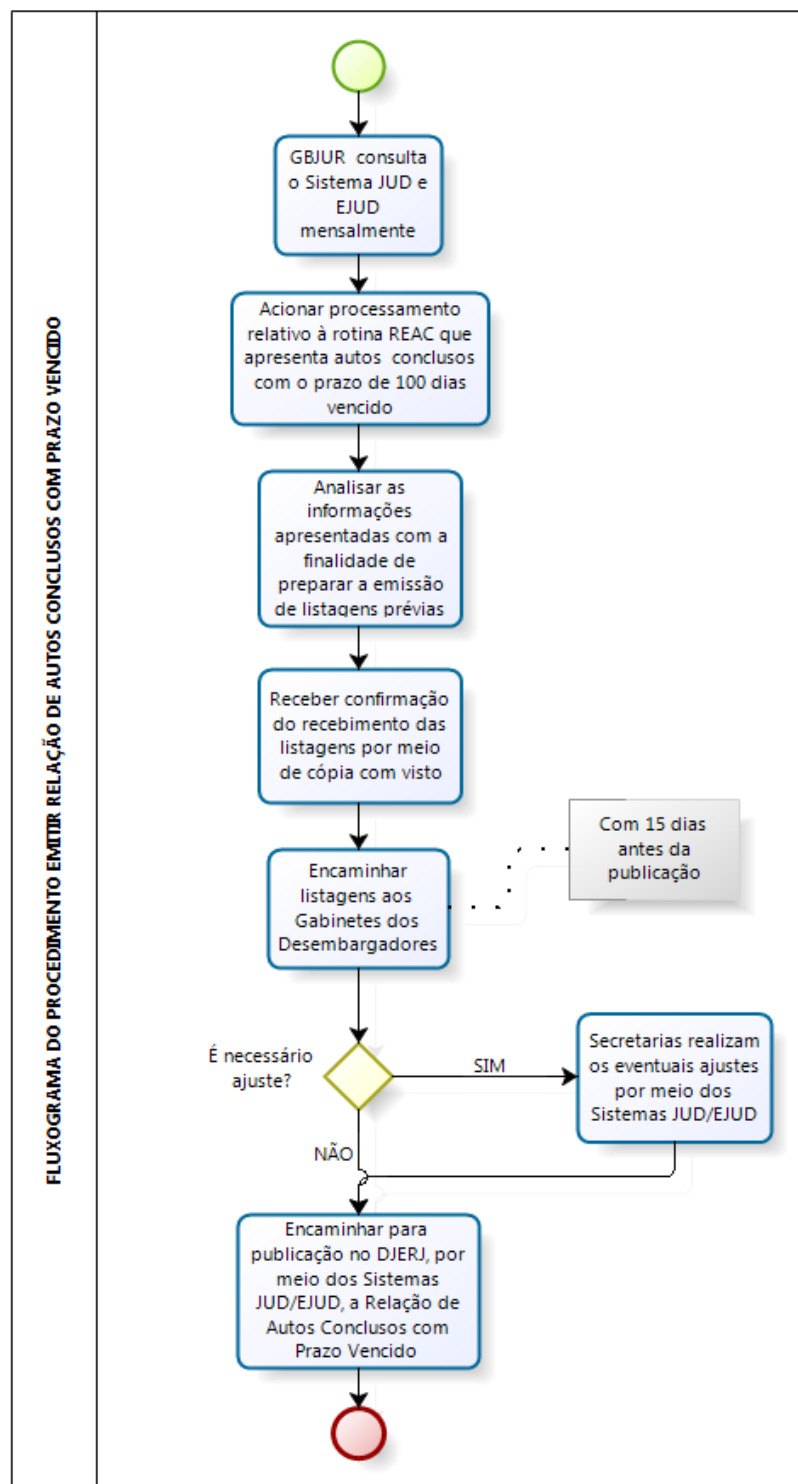 FLUXOGRAMA DO PROCEDIMENTO EMITIR RELAÇÃO DE AUTOS CONCLUSOS COM PRAZO VENCIDO
GBJUR consulta
o Sistema JUD e
EJUD
mensalmente
Acionar processamento
relativo à rotina REAC que
apresenta autos conclusos
com o prazo de 100 dias
vencido
Analisar as
informações
apresentadas com a
finalidade de
preparar a emissão
de listagens prévias
Receber confirmação
do recebimento das
listagens por meio
de cópia com visto
Com 15 dias
antes da
publicação
Encaminhar
listagens aos
Gabinetes dos
Desembargadores
É necessário
ajuste?
SIM
Secretarias realizam
os eventuais ajustes
por meio dos
Sistemas JUD/EJUD
NÃO
Encaminhar para
publicação no DJERJ, por
meio dos Sistemas
JUD/EJUD, a Relação de
Autos Conclusos com
Prazo Vencido